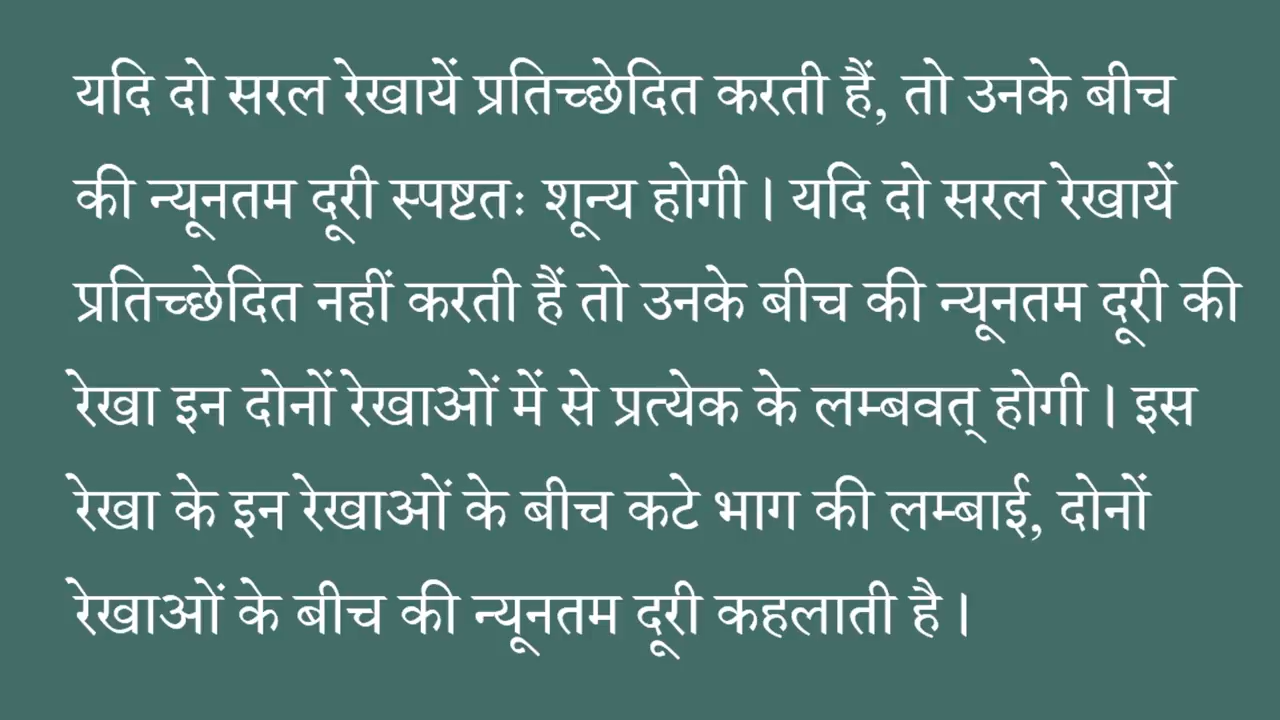 यदि दो सरल रेखायें प्रतिच्छेदित करती हैं, तो उनके बीच
की न्यूनतम दूरी स्पष्टतः शून्य होगी। यदि दो सरल रेखायें
प्रतिच्छेदित नहीं करती हैं तो उनके बीच की न्यूनतम दूरी की
रेखा इन दोनों रेखाओं में से प्रत्येक के लम्बवत् होगी। इस
रेखा के इन रेखाओं के बीच कटे भाग की लम्बाई, दोनों
रेखाओं के बीच की न्यूनतम दूरी कहलाती है।